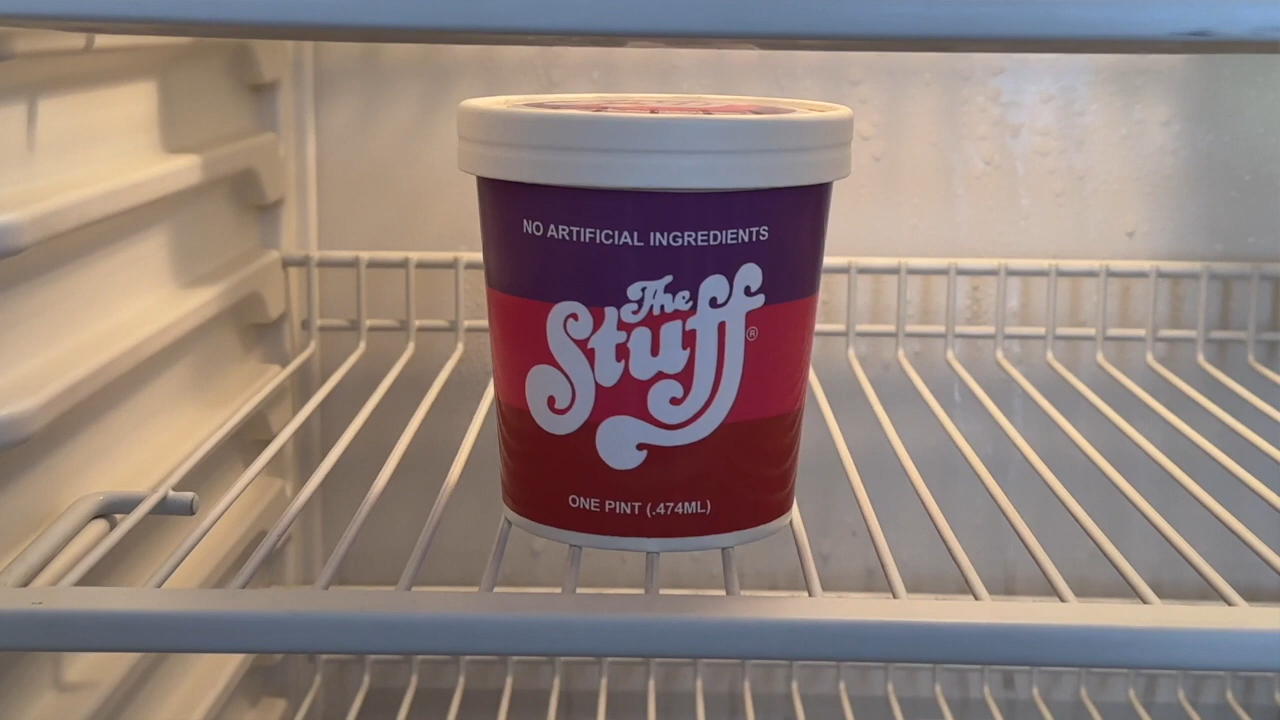 NO ARTIFICIAL INGREDIENTS
The
Stuff®
ONE PINT (.474ML)